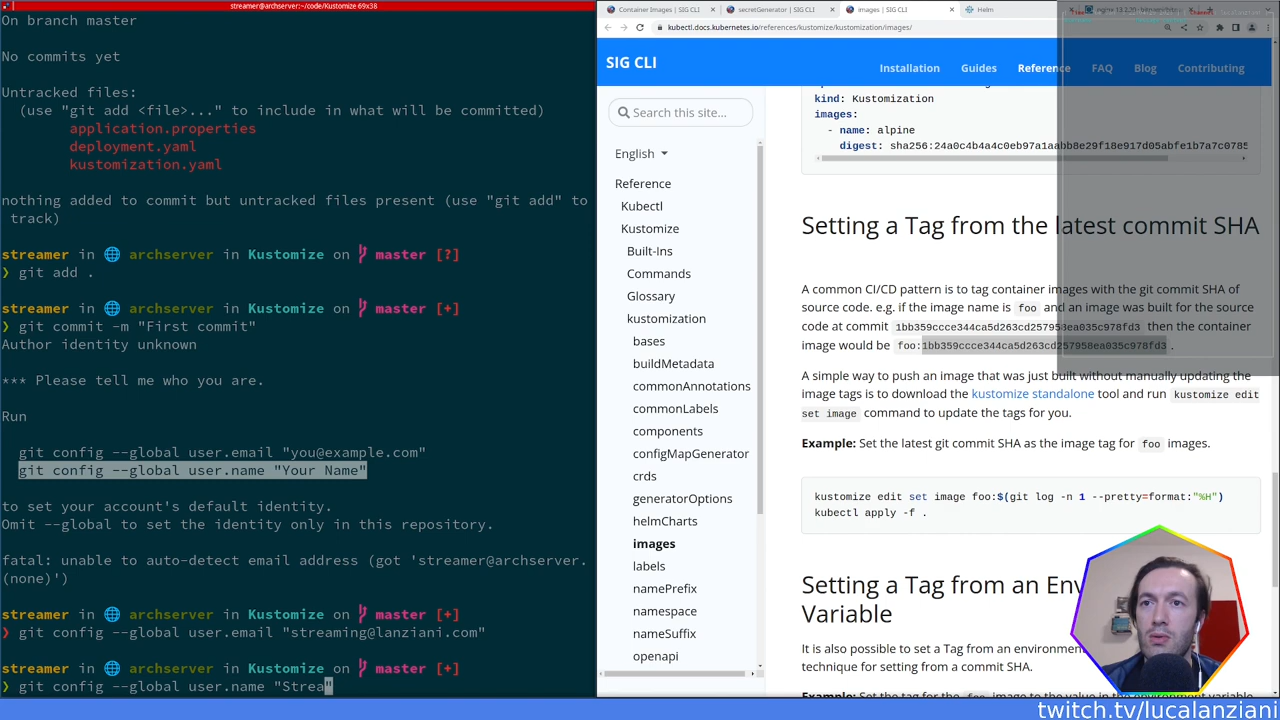 streamer@archserver:~/code/Kustomize 69x38
On branch master
No commits yet
Untracked files:
(use "git add <file>..." to include in what will be committed)
application.properties
deployment.yaml
kustomization.yaml
nothing added to commit but untracked files present (use "git add" to
track)
streamer in 🌐 archserver in Kustomize on master [?]
❯ git add .
streamer in 🌐 archserver in Kustomize on master [+]
❯ git commit -m "First commit"
Author identity unknown
*** Please tell me who you are.
Run
git config --global user.email "you@example.com"
git config --global user.name "Your Name"
to set your account's default identity.
Omit --global to set the identity only in this repository.
fatal: unable to auto-detect email address (got 'streamer@archserver.
(none)')
streamer in 🌐 archserver in Kustomize on master [+]
❯ git config --global user.email "streaming@lanziani.com"
streamer in 🌐 archserver in Kustomize on master [+]
❯ git config --global user.name "Strea"
Container Images | SIG CLI
secretGenerator | SIG CLI
images | SIG CLI
Helm
kubectl.docs.kubernetes.io/references/kustomize/kustomization/images/
SIG CLI
Installation
Guides
Reference
FAQ
Blog
Contributing
Search this site...
English
Reference
Kubectl
Kustomize
Built-Ins
Commands
Glossary
kustomization
bases
buildMetadata
commonAnnotations
commonLabels
components
configMapGenerator
crds
generatorOptions
helmCharts
images
labels
namePrefix
namespace
nameSuffix
openapi
kind: Kustomization
images:
- name: alpine
digest: sha256:24a0c4b4a4c0eb97a1aabb8e29f18e917d05abfe1b7a7c0785
Setting a Tag from the latest commit SHA
A common CI/CD pattern is to tag container images with the git commit SHA of
source code. e.g. if the image name is foo and an image was built for the source
code at commit 1bb359ccce344ca5d263cd257958ea035c978fd3 then the container
image would be foo:1bb359ccce344ca5d263cd257958ea035c978fd3 .
A simple way to push an image that was just built without manually updating the
image tags is to download the kustomize standalone tool and run kustomize edit
set image command to update the tags for you.
Example: Set the latest git commit SHA as the image tag for foo images.
kustomize edit set image foo:$(git log -n 1 --pretty=format:"%H")
kubectl apply -f .
Setting a Tag from an
Variable
It is also possible to set a Tag from an environment
technique for setting from a commit SHA.
twitch.tv/lucalanziani